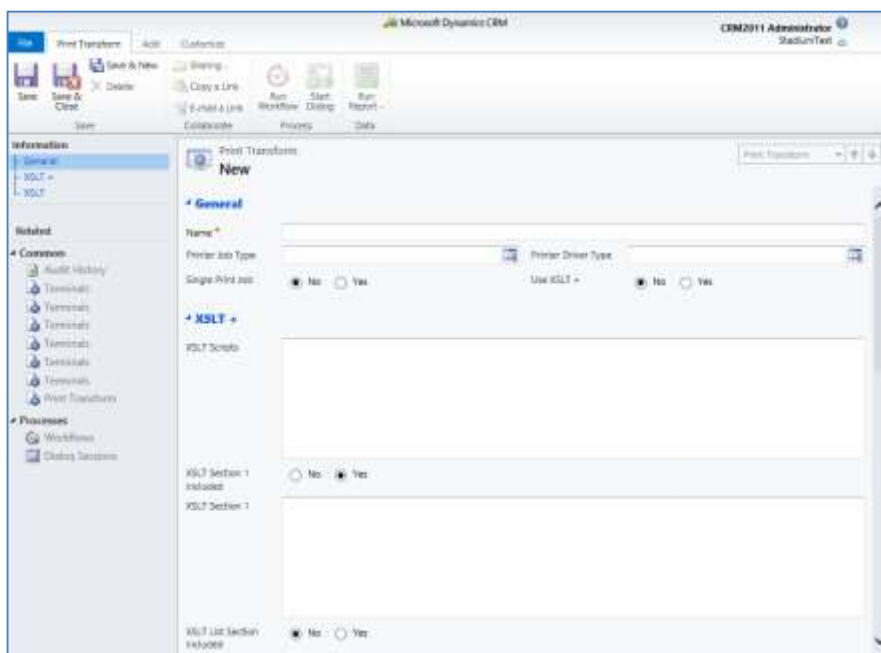 Microsoft Dynamics CRM
CRM2011 Administrator
StadiumTest
File
Print Transform
Add
Customize
Save
Save & Close
Save & New
Delete
Save
Sharing
Copy a Link
E-mail a Link
Collaborate
Run Workflow
Start Dialog
Process
Run Report
Data
Information
General
XSLT +
XSLT
Related
Common
Audit History
Terminals
Terminals
Terminals
Terminals
Terminals
Terminals
Print Transform
Processes
Workflows
Dialog Sessions
Print Transform
New
Print Transform
General
Name *
Printer Job Type
Printer Driver Type
Single Print Job
No Yes
Use XSLT +
No Yes
XSLT +
XSLT Scripts
XSLT Section 1 Included
No Yes
XSLT Section 1
XSLT List Section Included
No Yes